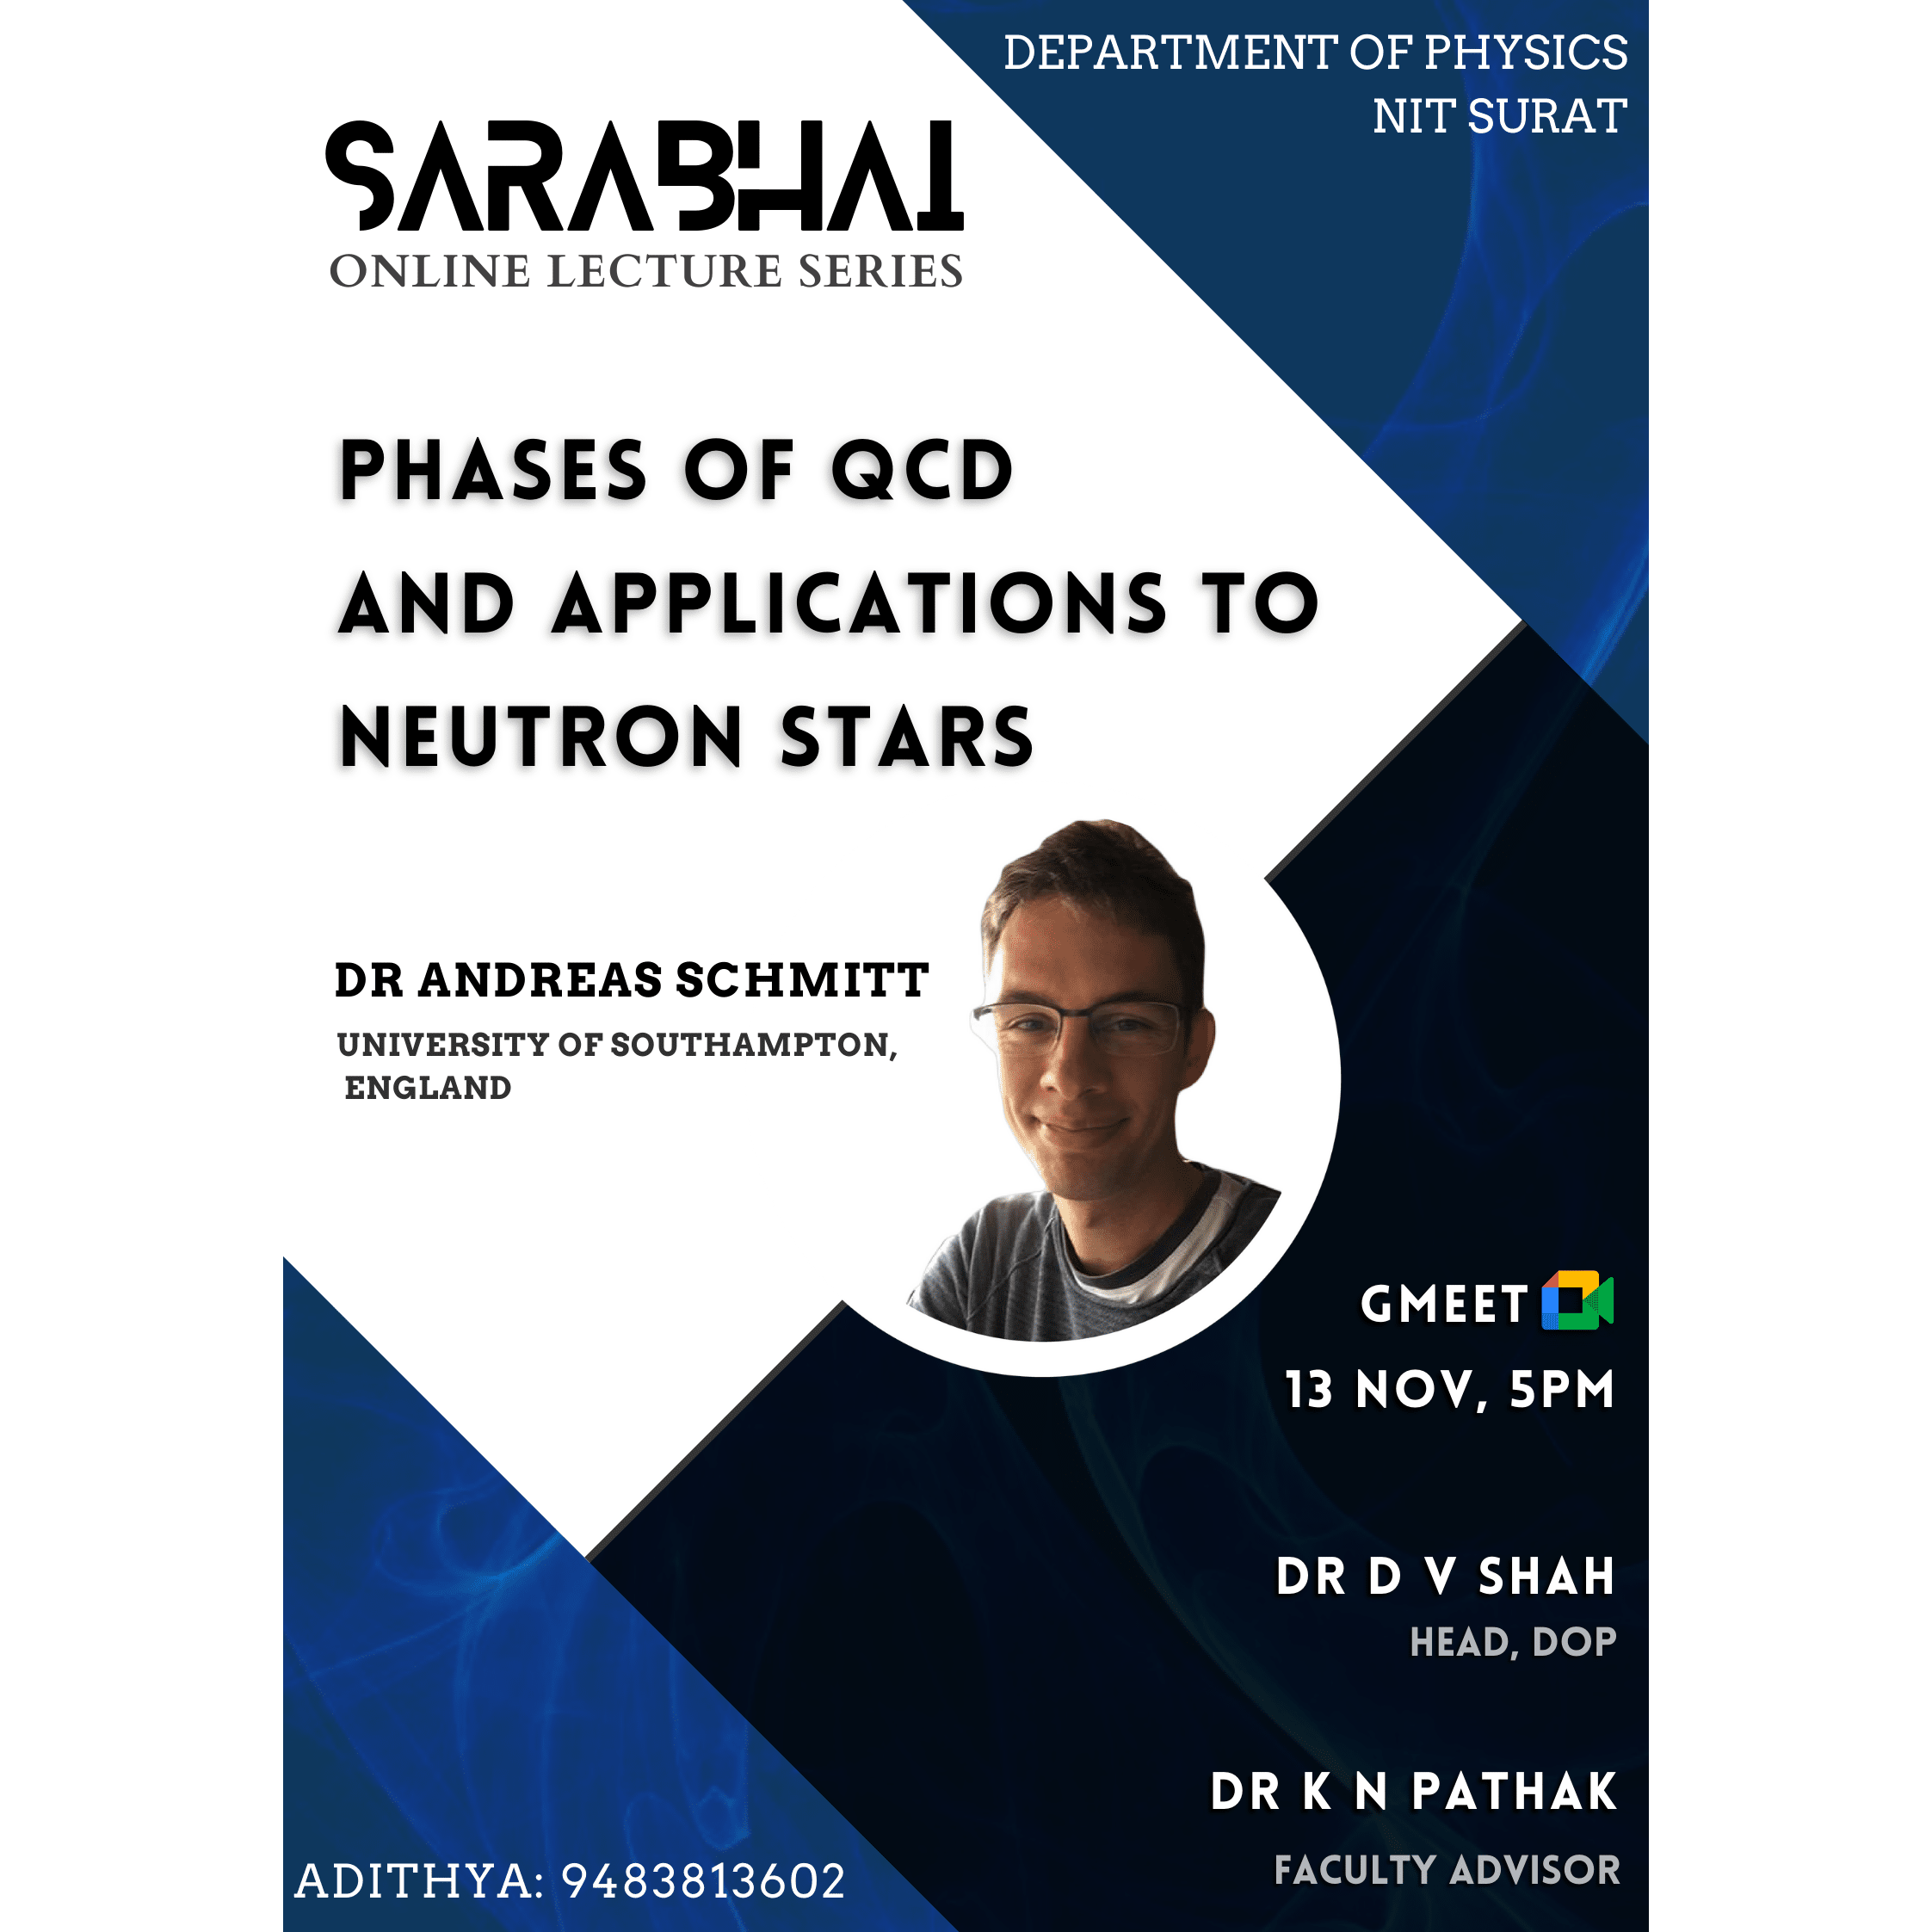 DEPARTMENT OF PHYSICS
NIT SURAT
SARABHAI
ONLINE LECTURE SERIES
PHASES OF QCD
AND APPLICATIONS TO
NEUTRON STARS
DR ANDREAS SCHMITT
UNIVERSITY OF SOUTHAMPTON,
ENGLAND
GMEET
13 NOV, 5PM
DR D V SHAH
HEAD, DOP
DR K N PATHAK
FACULTY ADVISOR
ADITHYA: 9483813602